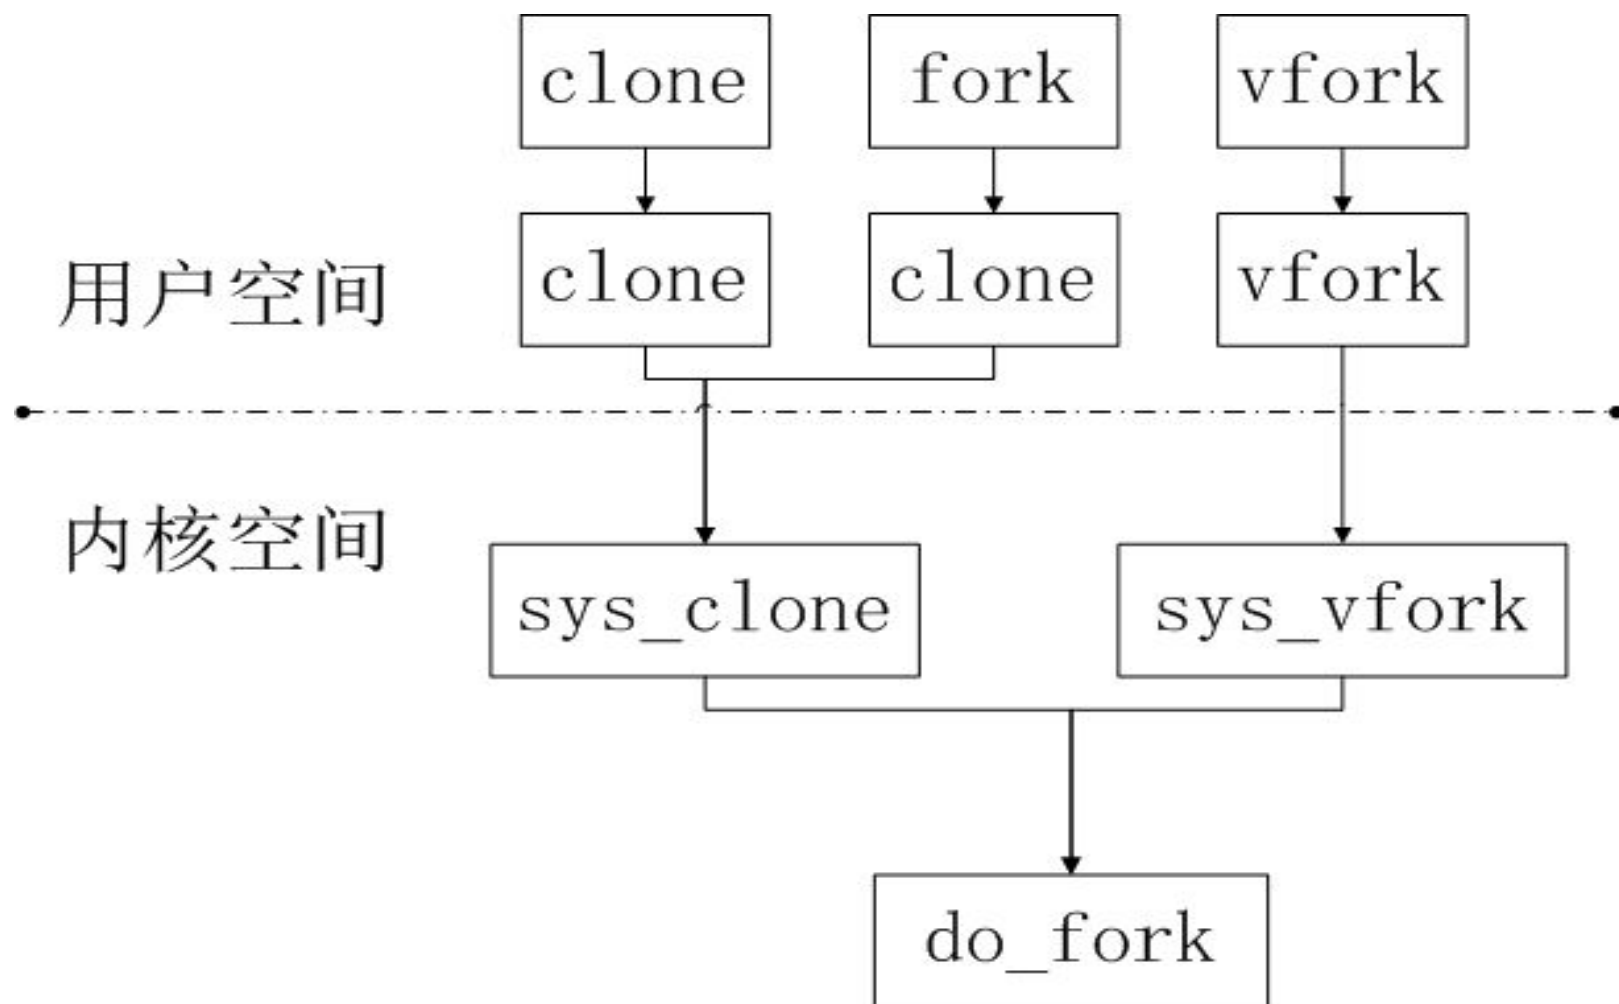 clone fork vfork
clone clone vfork
用户空间
内核空间
sys_clone sys_vfork
do_fork